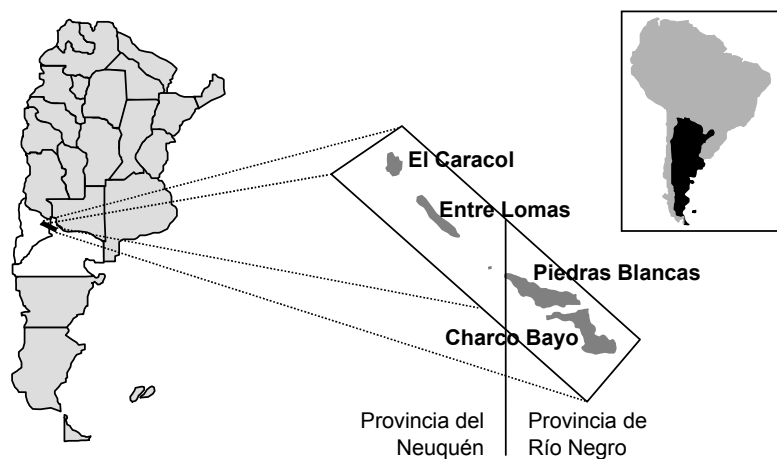 El Caracol
Entre Lomas
Piedras Blancas
Charco Bayo
Provincia del
Neuquén
Provincia de
Río Negro